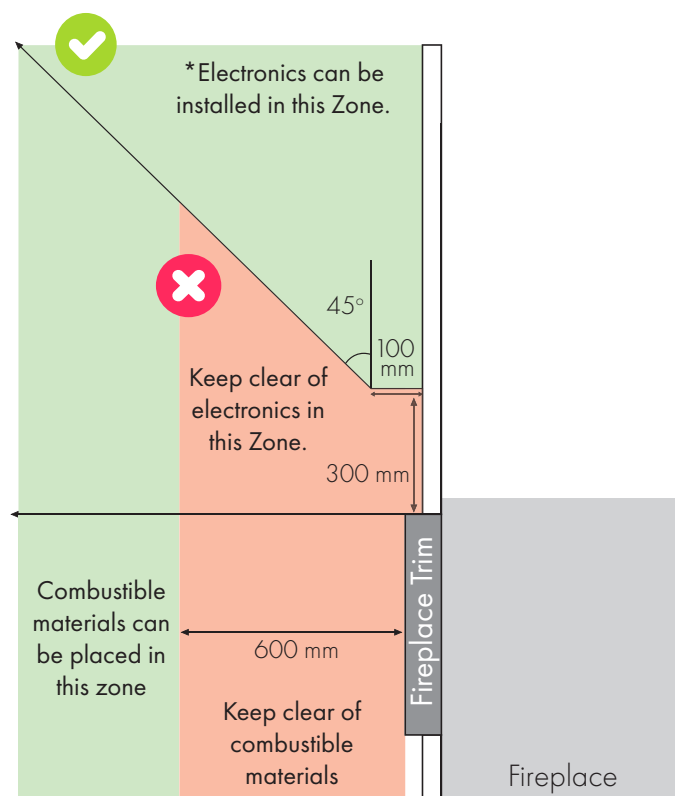 *Electronics can be
installed in this Zone.
45°
100
mm
Keep clear of
electronics in
this Zone.
300 mm
Combustible
materials can
be placed in
this zone
600 mm
Fireplace Trim
Keep clear of
combustible
materials
Fireplace